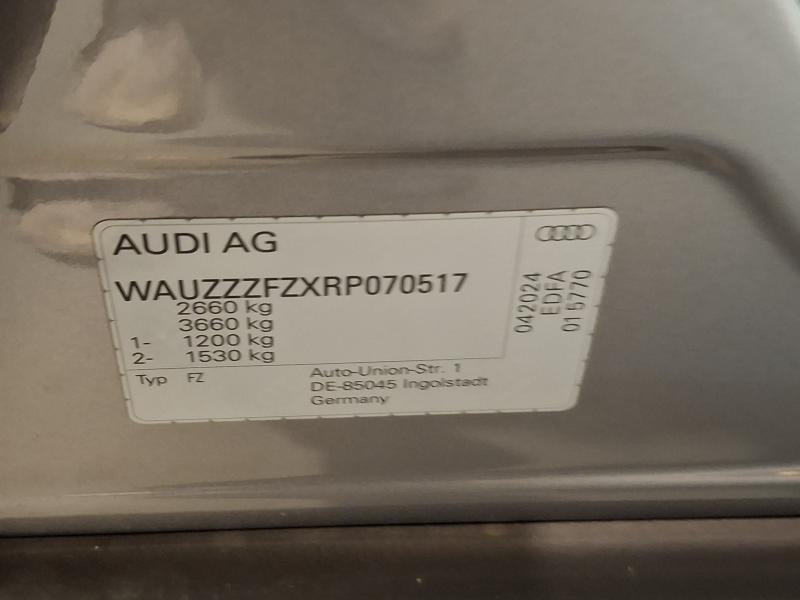 AUDI AG
WAUZZZFZXRP070517
2660 kg
3660 kg
1- 1200 kg
2- 1530 kg
Typ FZ
Auto-Union-Str. 1
DE-85045 Ingolstadt
Germany
042024
EDFA
015770